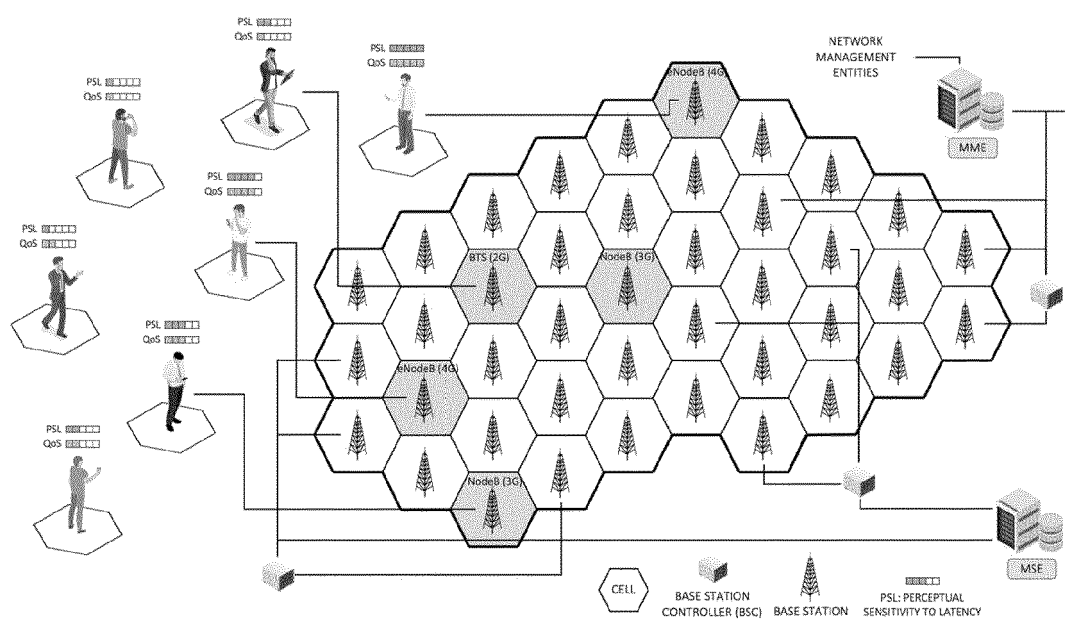 PSL
QoS
PSL
QoS
PSL
QoS
PSL
QoS
PSL
QoS
PSL
QoS
PSL
QoS
eNodeB (4G)
BTS (2G)
NodeB (3G)
eNodeB (4G)
NodeB (3G)
NETWORK
MANAGEMENT
ENTITIES
MME
MSE
CELL
BASE STATION
CONTROLLER (BSC)
BASE STATION
PSL: PERCEPTUAL
SENSITIVITY TO LATENCY